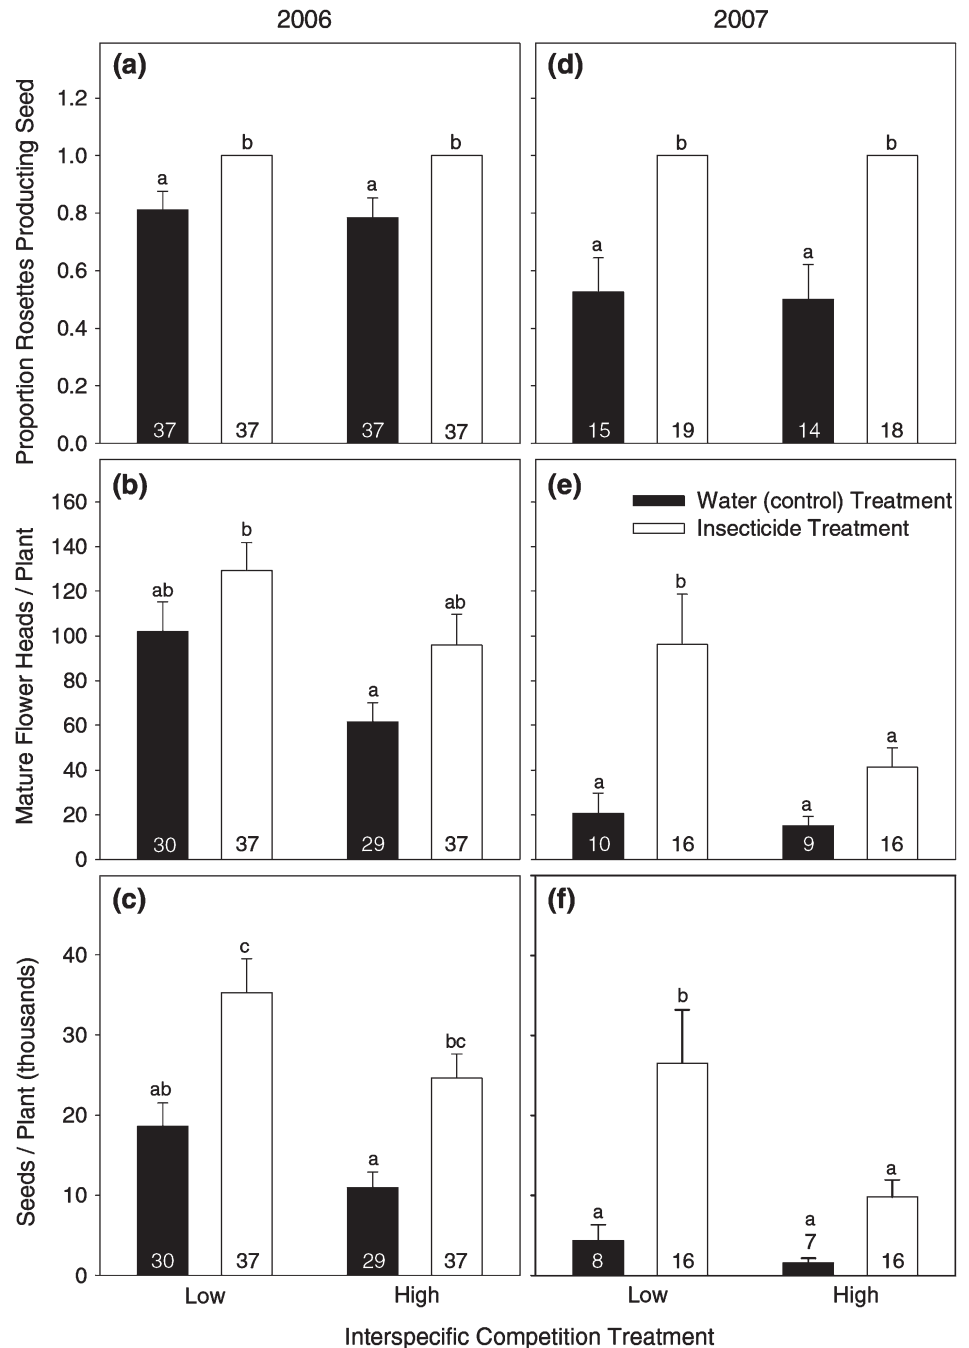 2006 2007
Proportion Rosettes Producing Seed
(a) (d)
1.2
1.0
0.8
0.6
0.4
0.2
0.0
a b a b a b a b
37 37 37 37 15 19 14 18
Mature Flower Heads / Plant
(b) (e)
Water (control) Treatment
Insecticide Treatment
160
140
120
100
80
60
40
20
0
ab b a ab a b a a
30 37 29 37 10 16 9 16
Seeds / Plant (thousands)
(c) (f)
40
30
20
10
0
ab c a bc a b a a
30 37 29 37 8 16 7 16
Low High Low High
Interspecific Competition Treatment